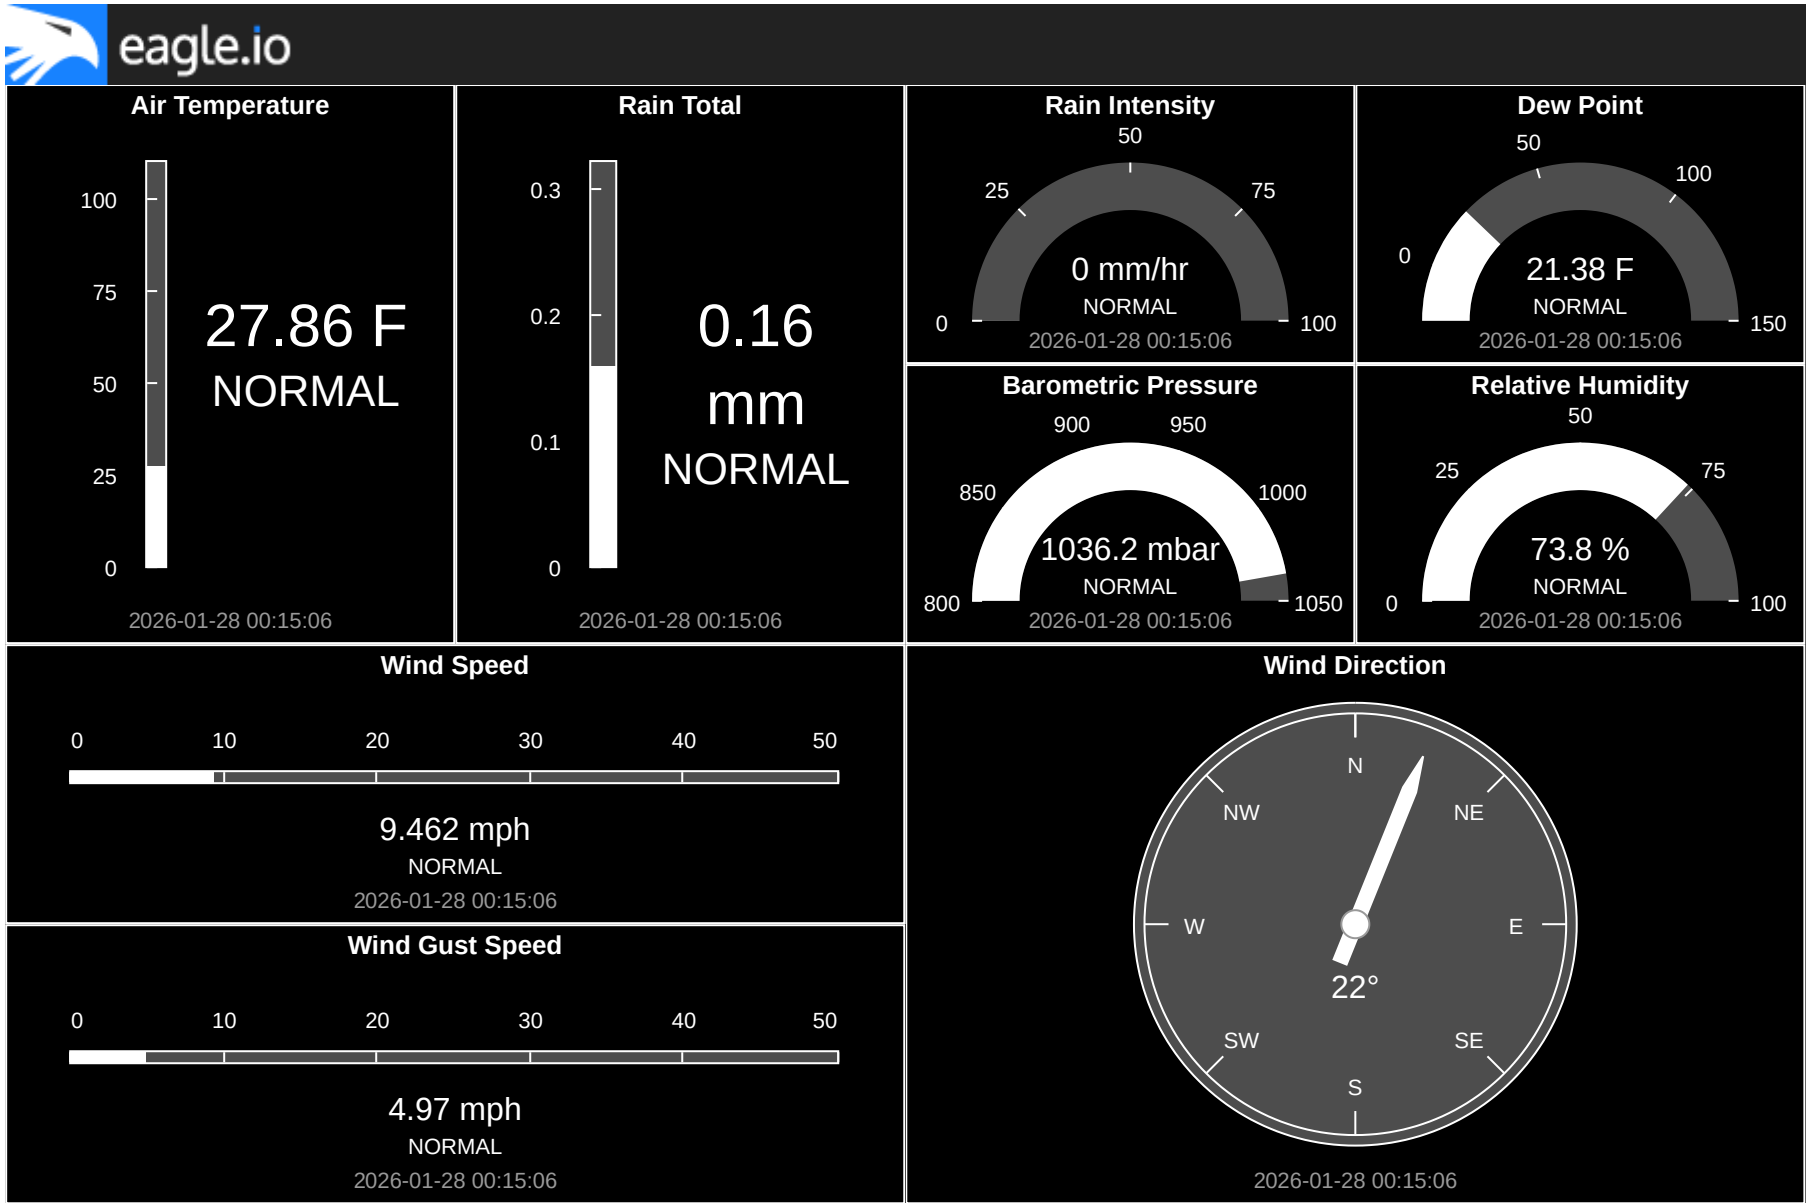 eagle.io
Air Temperature
100
75
50
25
0
27.86 F
NORMAL
2026-01-28 00:15:06
Rain Total
0.3
0.2
0.1
0
0.16
mm
NORMAL
2026-01-28 00:15:06
Rain Intensity
0
25
50
75
100
0 mm/hr
NORMAL
2026-01-28 00:15:06
Dew Point
0
50
100
150
21.38 F
NORMAL
2026-01-28 00:15:06
Barometric Pressure
800
850
900
950
1000
1050
1036.2 mbar
NORMAL
2026-01-28 00:15:06
Relative Humidity
0
25
50
75
100
73.8 %
NORMAL
2026-01-28 00:15:06
Wind Speed
0 10 20 30 40 50
9.462 mph
NORMAL
2026-01-28 00:15:06
Wind Gust Speed
0 10 20 30 40 50
4.97 mph
NORMAL
2026-01-28 00:15:06
Wind Direction
N
NW NE
W E
22°
SW SE
S
2026-01-28 00:15:06